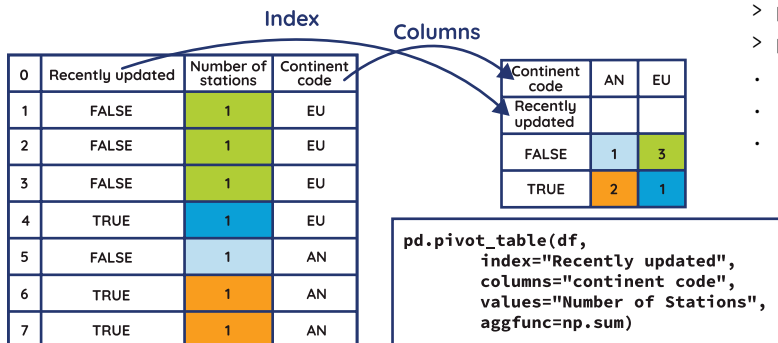 Index
Columns
0 Recently updated Number of stations Continent code
1 FALSE 1 EU
2 FALSE 1 EU
3 FALSE 1 EU
4 TRUE 1 EU
5 FALSE 1 AN
6 TRUE 1 AN
7 TRUE 1 AN
Continent code AN EU
Recently updated
FALSE 1 3
TRUE 2 1
>
>
.
.
.
pd.pivot_table(df,
index="Recently updated",
columns="continent code",
values="Number of Stations",
aggfunc=np.sum)